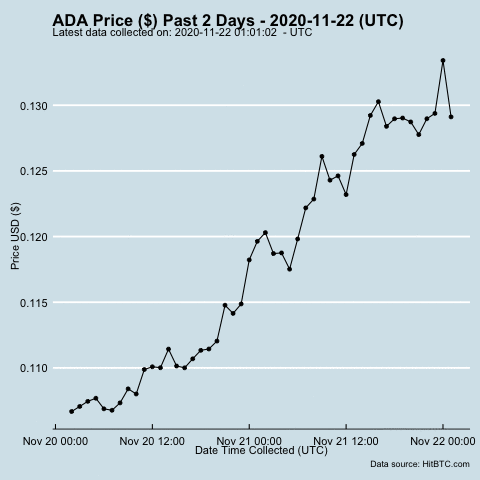 ADA Price ($) Past 2 Days - 2020-11-22 (UTC)
Latest data collected on: 2020-11-22 01:01:02  - UTC
0.130
0.125
0.120
0.115
0.110
Price USD ($)
Nov 20 00:00 Nov 20 12:00 Nov 21 00:00 Nov 21 12:00 Nov 22 00:00
Date Time Collected (UTC)
Data source: HitBTC.com